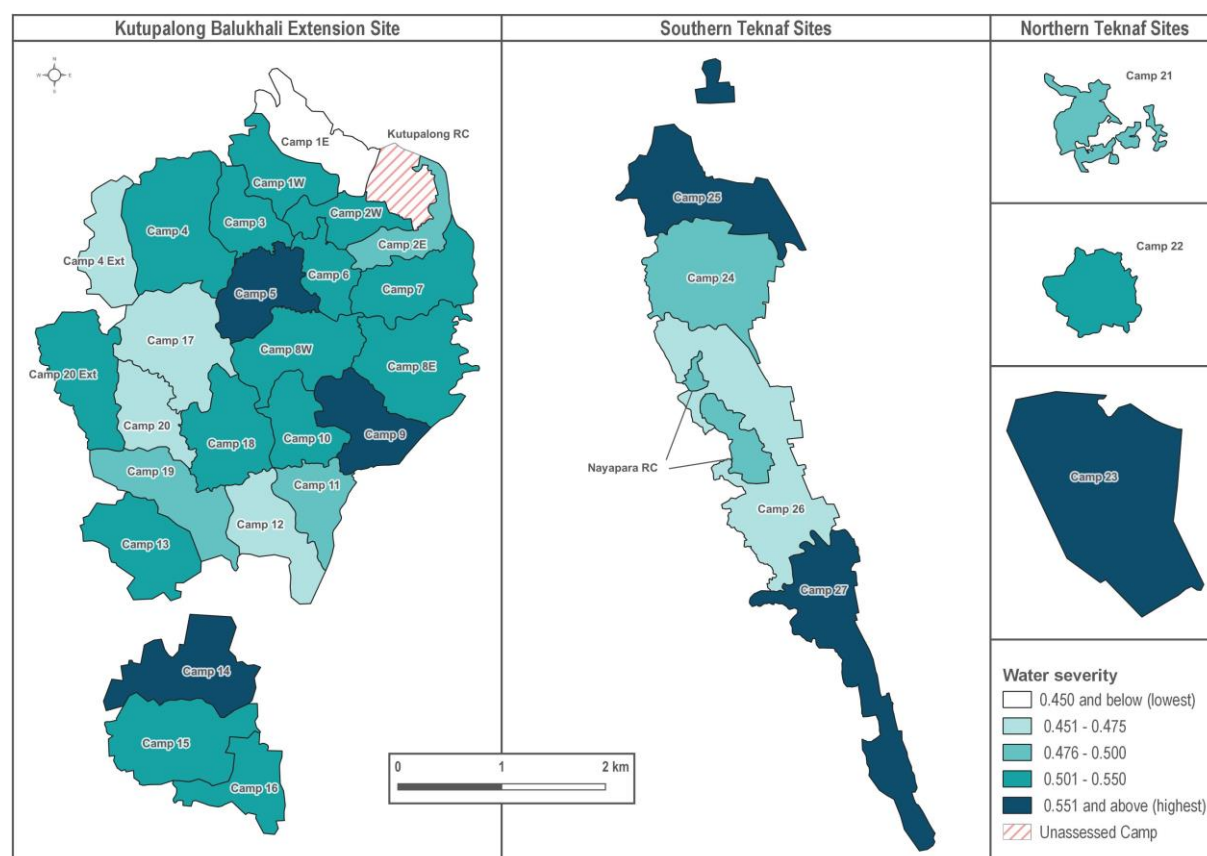 Kutupalong Balukhali Extension Site
Southern Teknaf Sites
Northern Teknaf Sites
N
W E
S
Camp 1E
Kutupalong RC
Camp 1W
Camp 2W
Camp 3
Camp 4
Camp 2E
Camp 4 Ext
Camp 6
Camp 5
Camp 7
Camp 17
Camp 8W
Camp 8E
Camp 20 Ext
Camp 20
Camp 18
Camp 10
Camp 9
Camp 19
Camp 11
Camp 12
Camp 13
Camp 14
Camp 15
Camp 16
Camp 25
Camp 24
Nayapara RC
Camp 26
Camp 27
0 1 2 km
Camp 21
Camp 22
Camp 23
Water severity
0.450 and below (lowest)
0.451 - 0.475
0.476 - 0.500
0.501 - 0.550
0.551 and above (highest)
Unassessed Camp